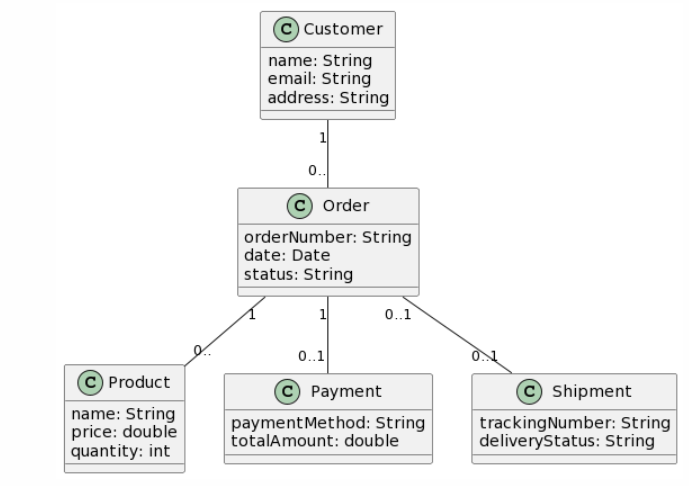 C Customer
name: String
email: String
address: String
1
0..
C Order
orderNumber: String
date: Date
status: String
1
1
0..1
0..
0..1
0..1
C Product
name: String
price: double
quantity: int
C Payment
paymentMethod: String
totalAmount: double
C Shipment
trackingNumber: String
deliveryStatus: String